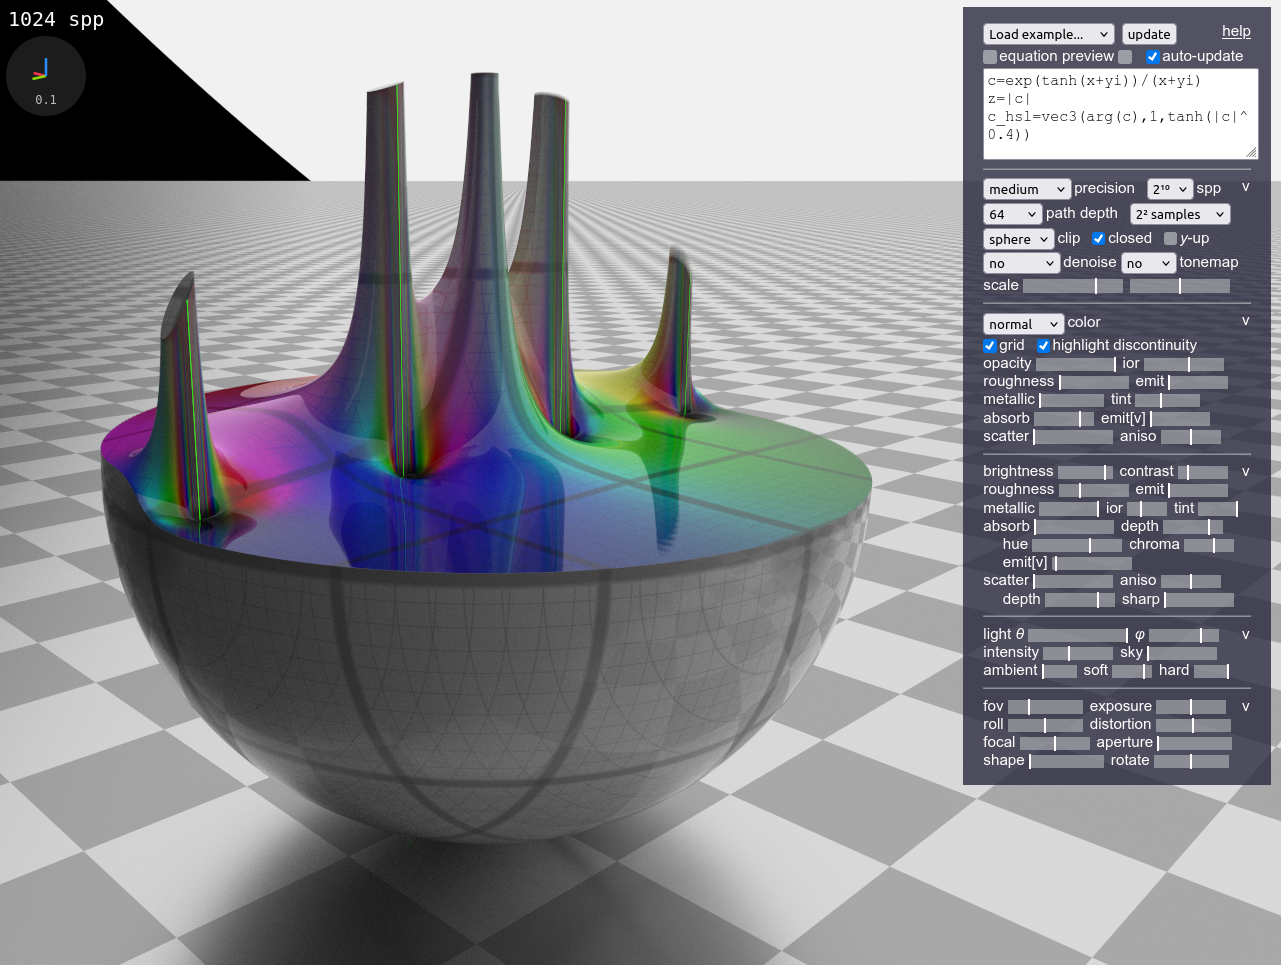 1024 spp
0.1
Load example... update help
equation preview auto-update
c=exp(tanh(x+yi))/(x+yi)
z=|c|
c_hsl=vec3(arg(c),1,tanh(|c|^
0.4))
medium precision 2¹⁰ spp v
64 path depth 2² samples
sphere clip closed y-up
no denoise no tonemap
scale
normal color v
grid highlight discontinuity
opacity ior
roughness emit
metallic tint
absorb emit[v]
scatter aniso
brightness contrast v
roughness emit
metallic ior tint
absorb depth
hue chroma
emit[v]
scatter aniso
depth sharp
light θ φ v
intensity sky
ambient soft hard
fov exposure v
roll distortion
focal aperture
shape rotate